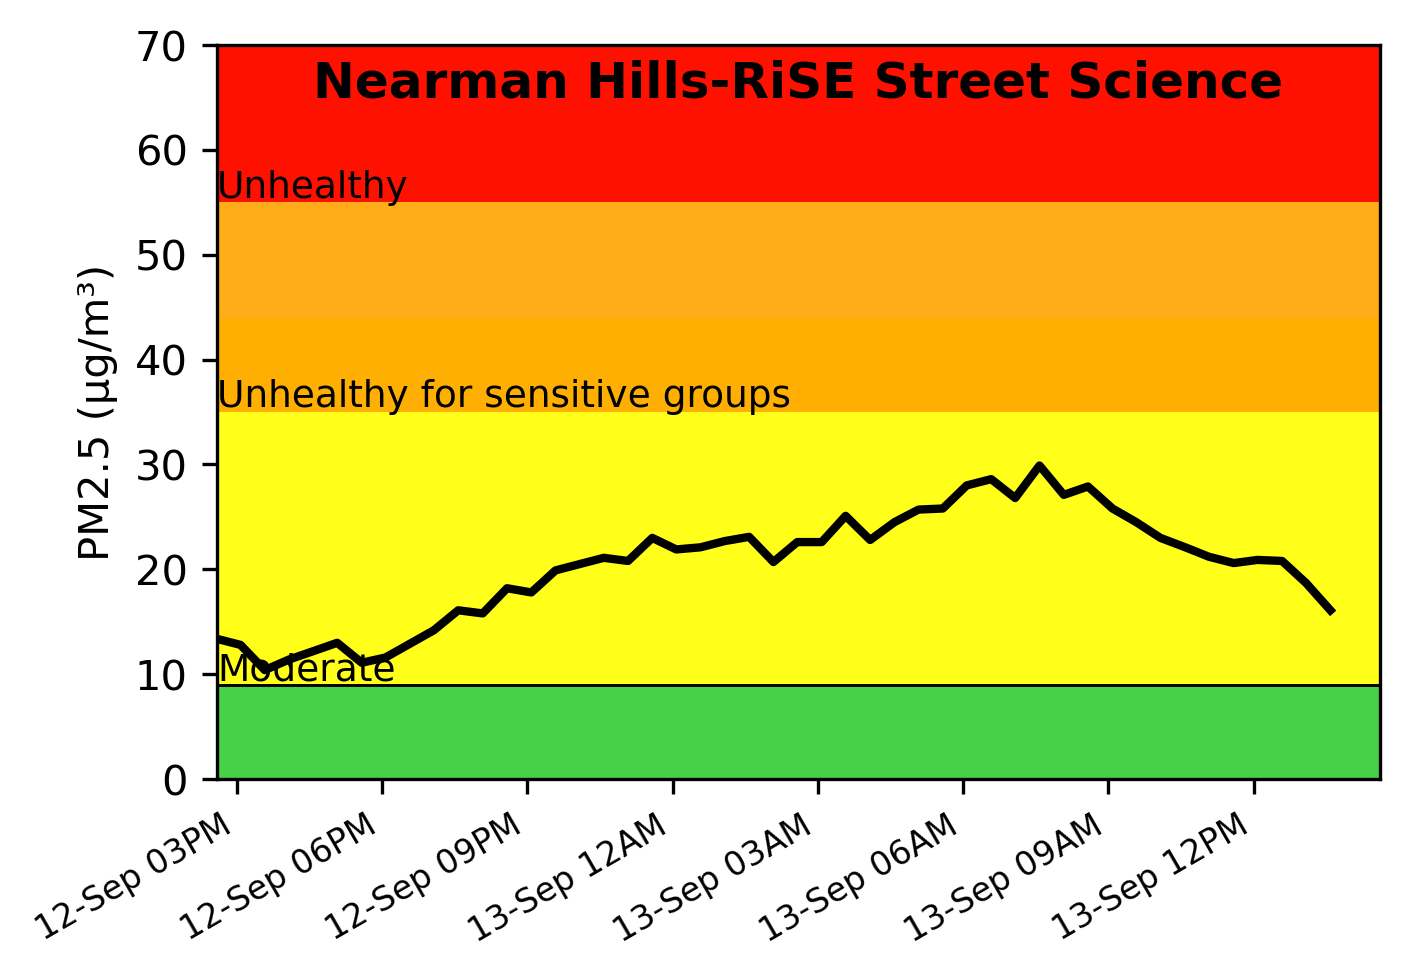 Nearman Hills-RiSE Street Science
PM2.5 (µg/m³)
70
60
50
40
30
20
10
0
Unhealthy
Unhealthy for sensitive groups
Moderate
12-Sep 03PM
12-Sep 06PM
12-Sep 09PM
13-Sep 12AM
13-Sep 03AM
13-Sep 06AM
13-Sep 09AM
13-Sep 12PM